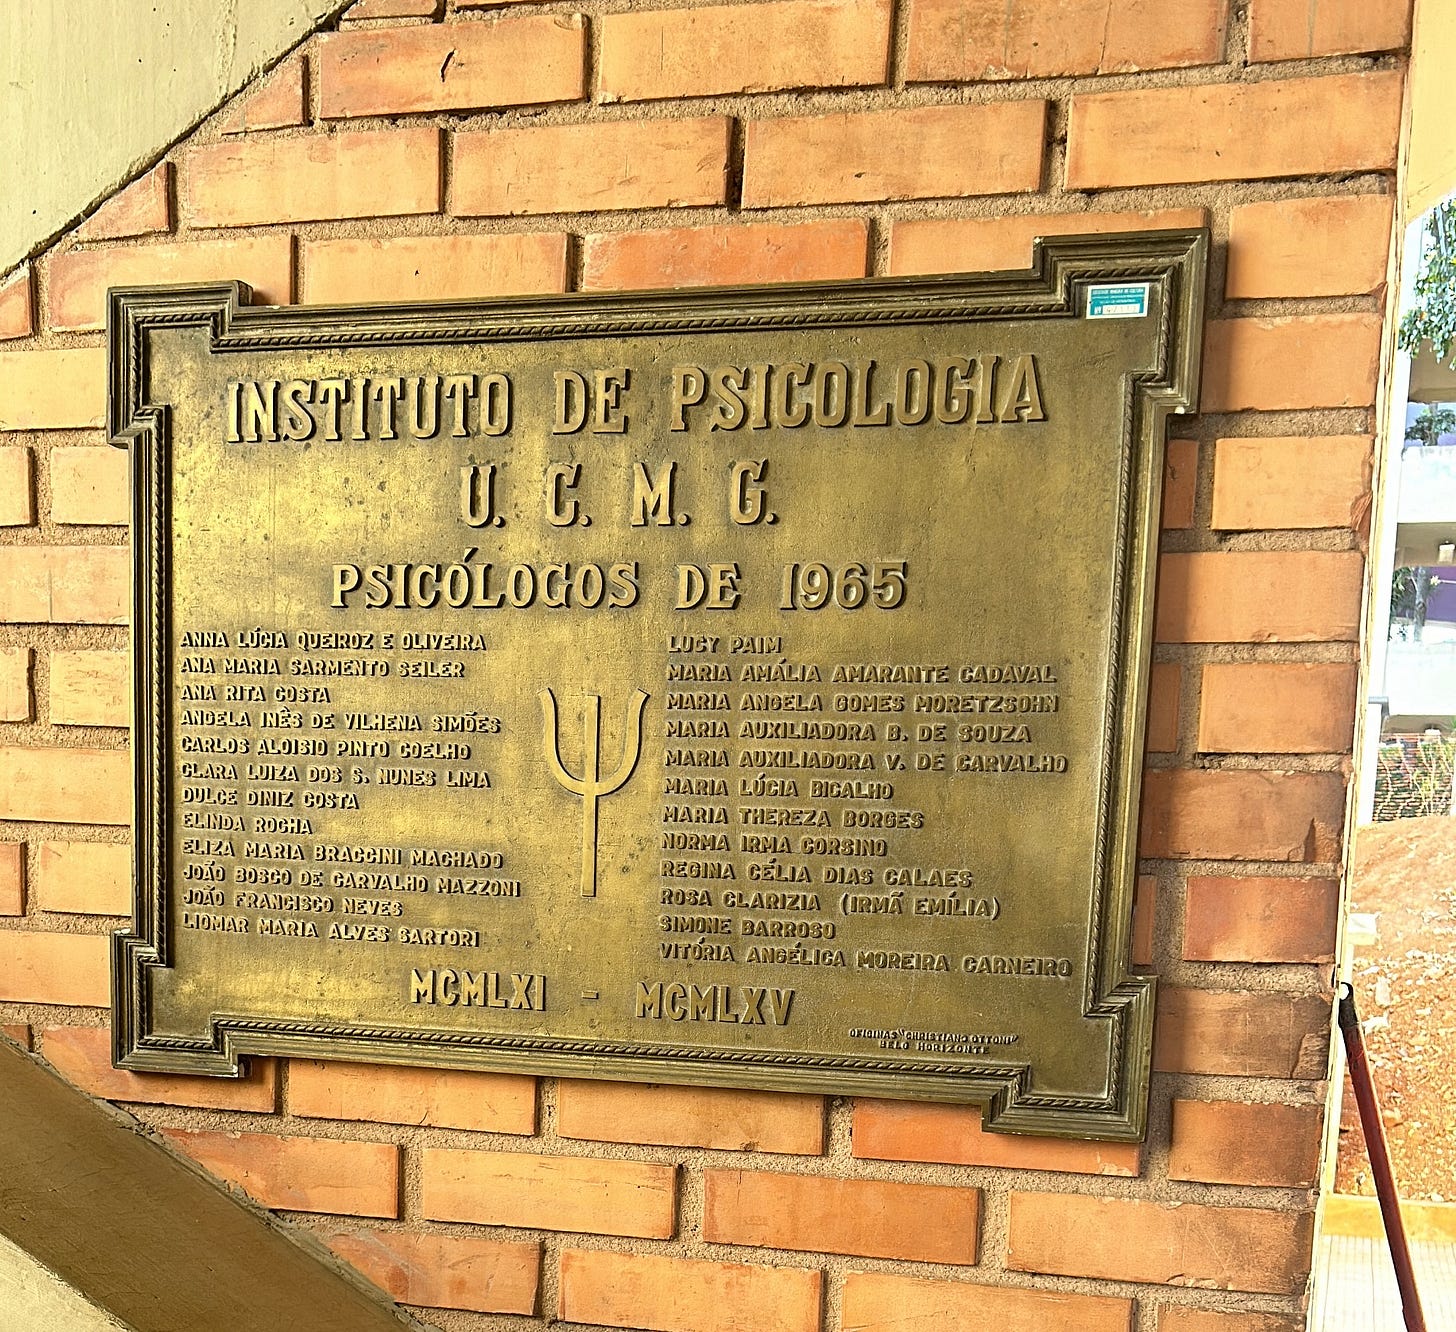 INSTITUTO DE PSICOLOGIA
U. C. M. G.
PSICÓLOGOS DE 1965
ANNA LÚCIA QUEIROZ E OLIVEIRA
ANA MARIA SARMENTO SEILER
ANA RITA COSTA
ANGELA INÊS DE VILHENA SIMÕES
CARLOS ALOISIO PINTO COELHO
CLARA LUIZA DOS S. NUNES LIMA
DULCE DINIZ COSTA
ELINDA ROCHA
ELIZA MARIA BRACCINI MACHADO
JOÃO BOSCO DE CARVALHO MAZZONI
JOÃO FRANCISCO NEVES
LIOMAR MARIA ALVES SARTORI
LUCY PAIM
MARIA AMÁLIA AMARANTE CADAVAL
MARIA ANGELA GOMES MORETZSOHN
MARIA AUXILIADORA B. DE SOUZA
MARIA AUXILIADORA V. DE CARVALHO
MARIA LÚCIA BICALHO
MARIA THEREZA BORGES
NORMA IRMA CORSINO
REGINA CÉLIA DIAS CALAES
ROSA CLARIZIA (IRMÃ EMÍLIA)
SIMONE BARROSO
VITÓRIA ANGÉLICA MOREIRA CARNEIRO
MCMLXI - MCMLXV
OFICINAS "CHRISTIANO OTTONI"
BELO HORIZONTE
SOCIEDADE MINEIRA DE CULTURA
Nº